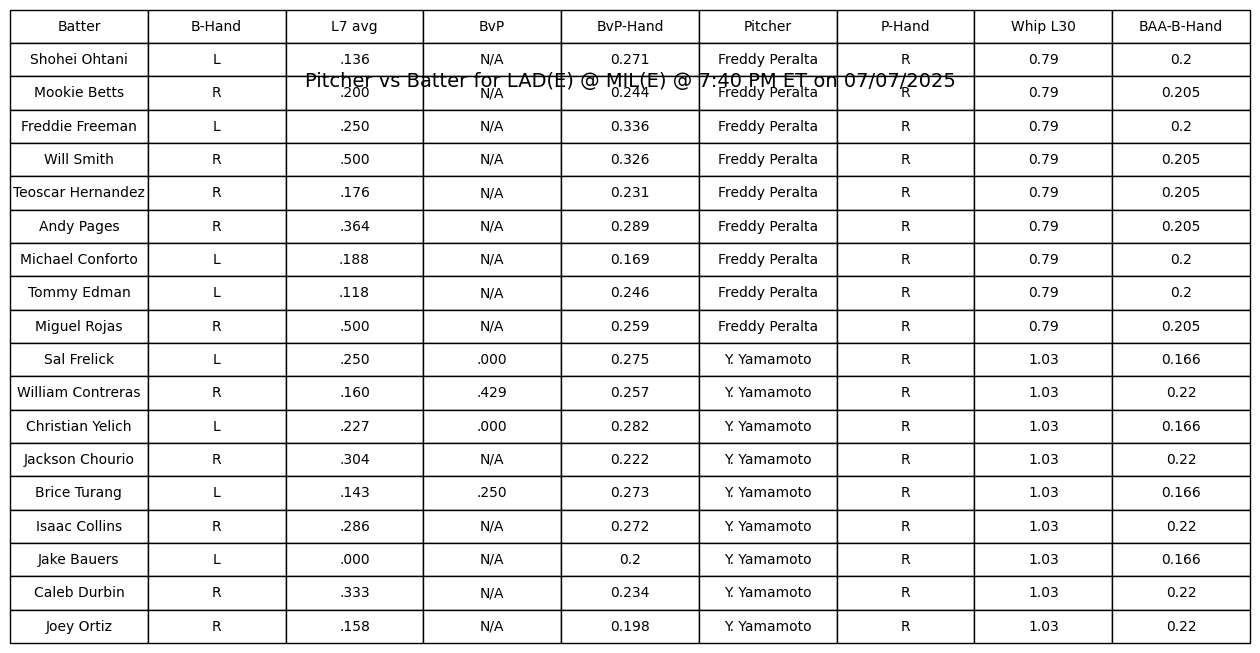 Batter B-Hand L7 avg BvP BvP-Hand Pitcher P-Hand Whip L30 BAA-B-Hand
Shohei Ohtani L .136 N/A 0.271 Freddy Peralta R 0.79 0.2
Pitcher vs Batter for LAD(E) @ MIL(E) @ 7:40 PM ET on 07/07/2025
Mookie Betts R .200 N/A 0.244 Freddy Peralta R 0.79 0.205
Freddie Freeman L .250 N/A 0.336 Freddy Peralta R 0.79 0.2
Will Smith R .500 N/A 0.326 Freddy Peralta R 0.79 0.205
Teoscar Hernandez R .176 N/A 0.231 Freddy Peralta R 0.79 0.205
Andy Pages R .364 N/A 0.289 Freddy Peralta R 0.79 0.205
Michael Conforto L .188 N/A 0.169 Freddy Peralta R 0.79 0.2
Tommy Edman L .118 N/A 0.246 Freddy Peralta R 0.79 0.2
Miguel Rojas R .500 N/A 0.259 Freddy Peralta R 0.79 0.205
Sal Frelick L .250 .000 0.275 Y. Yamamoto R 1.03 0.166
William Contreras R .160 .429 0.257 Y. Yamamoto R 1.03 0.22
Christian Yelich L .227 .000 0.282 Y. Yamamoto R 1.03 0.166
Jackson Chourio R .304 N/A 0.222 Y. Yamamoto R 1.03 0.22
Brice Turang L .143 .250 0.273 Y. Yamamoto R 1.03 0.166
Isaac Collins R .286 N/A 0.272 Y. Yamamoto R 1.03 0.22
Jake Bauers L .000 N/A 0.2 Y. Yamamoto R 1.03 0.166
Caleb Durbin R .333 N/A 0.234 Y. Yamamoto R 1.03 0.22
Joey Ortiz R .158 N/A 0.198 Y. Yamamoto R 1.03 0.22